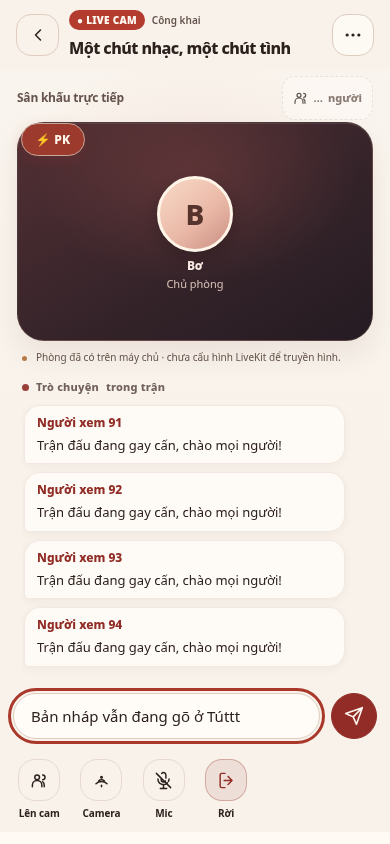 ● LIVE CAM Công khai
Một chút nhạc, một chút tình
Sân khấu trực tiếp
... người
⚡ PK
B
Bơ
Chủ phòng
Phòng đã có trên máy chủ · chưa cấu hình LiveKit để truyền hình.
Trò chuyện trong trận
Người xem 91
Trận đấu đang gay cấn, chào mọi người!
Người xem 92
Trận đấu đang gay cấn, chào mọi người!
Người xem 93
Trận đấu đang gay cấn, chào mọi người!
Người xem 94
Trận đấu đang gay cấn, chào mọi người!
Bản nháp vẫn đang gõ ở Túttt
Lên cam Camera Mic Rời